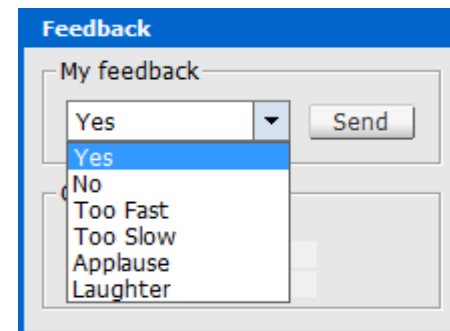 Feedback
My feedback
Yes Send
Yes
No
Too Fast
Too Slow
Applause
Laughter